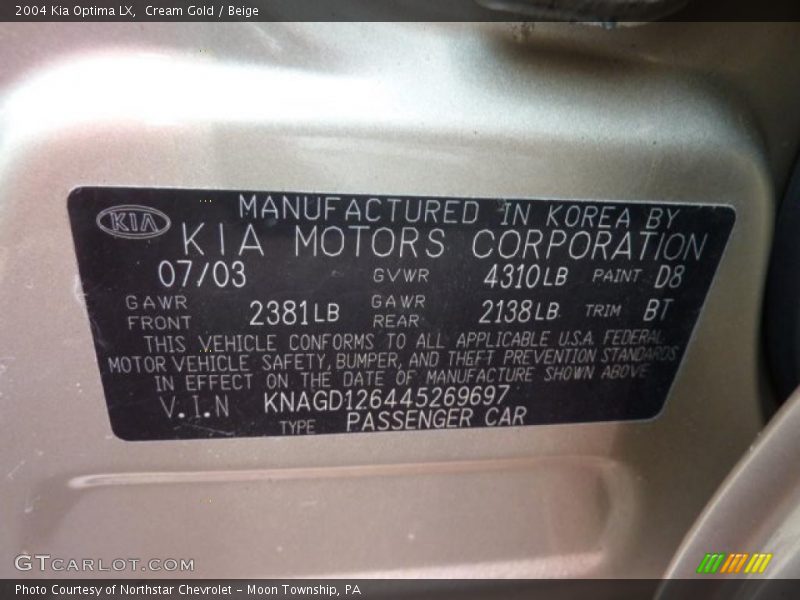 2004 Kia Optima LX, Cream Gold / Beige
KIA
MANUFACTURED IN KOREA BY
KIA MOTORS CORPORATION
07/03 GVWR 4310LB PAINT D8
GAWR FRONT 2381LB GAWR REAR 2138LB TRIM BT
THIS VEHICLE CONFORMS TO ALL APPLICABLE U.S.A. FEDERAL
MOTOR VEHICLE SAFETY, BUMPER, AND THEFT PREVENTION STANDARDS
IN EFFECT ON THE DATE OF MANUFACTURE SHOWN ABOVE
V.I.N KNAGD126445269697
TYPE PASSENGER CAR
GTCARLOT.COM
Photo Courtesy of Northstar Chevrolet - Moon Township, PA